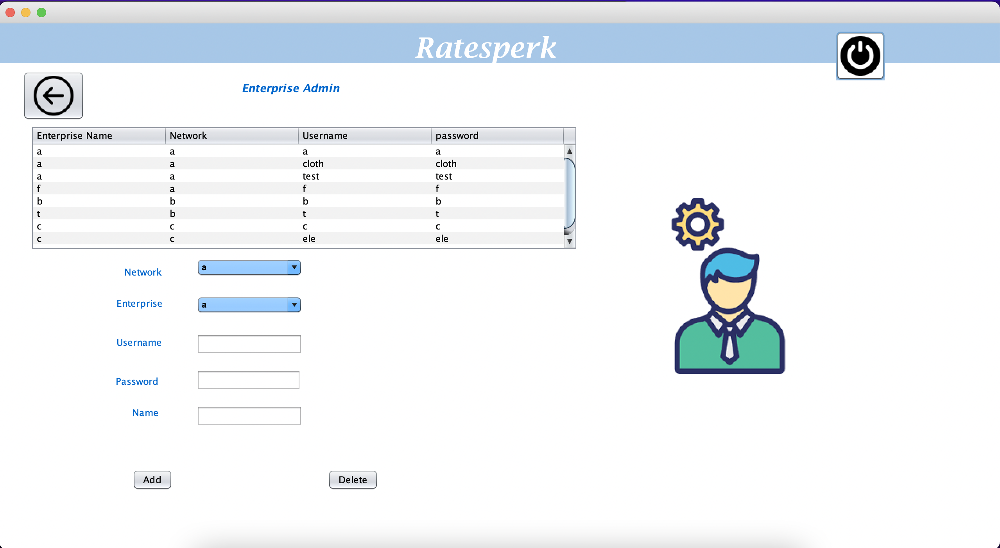 Ratesperk
Enterprise Admin
Enterprise Name Network Username password
a a a a
a a cloth cloth
a a test test
f a f f
b b b b
t b t t
c c c c
c c ele ele
Network a
Enterprise a
Username
Password
Name
Add Delete